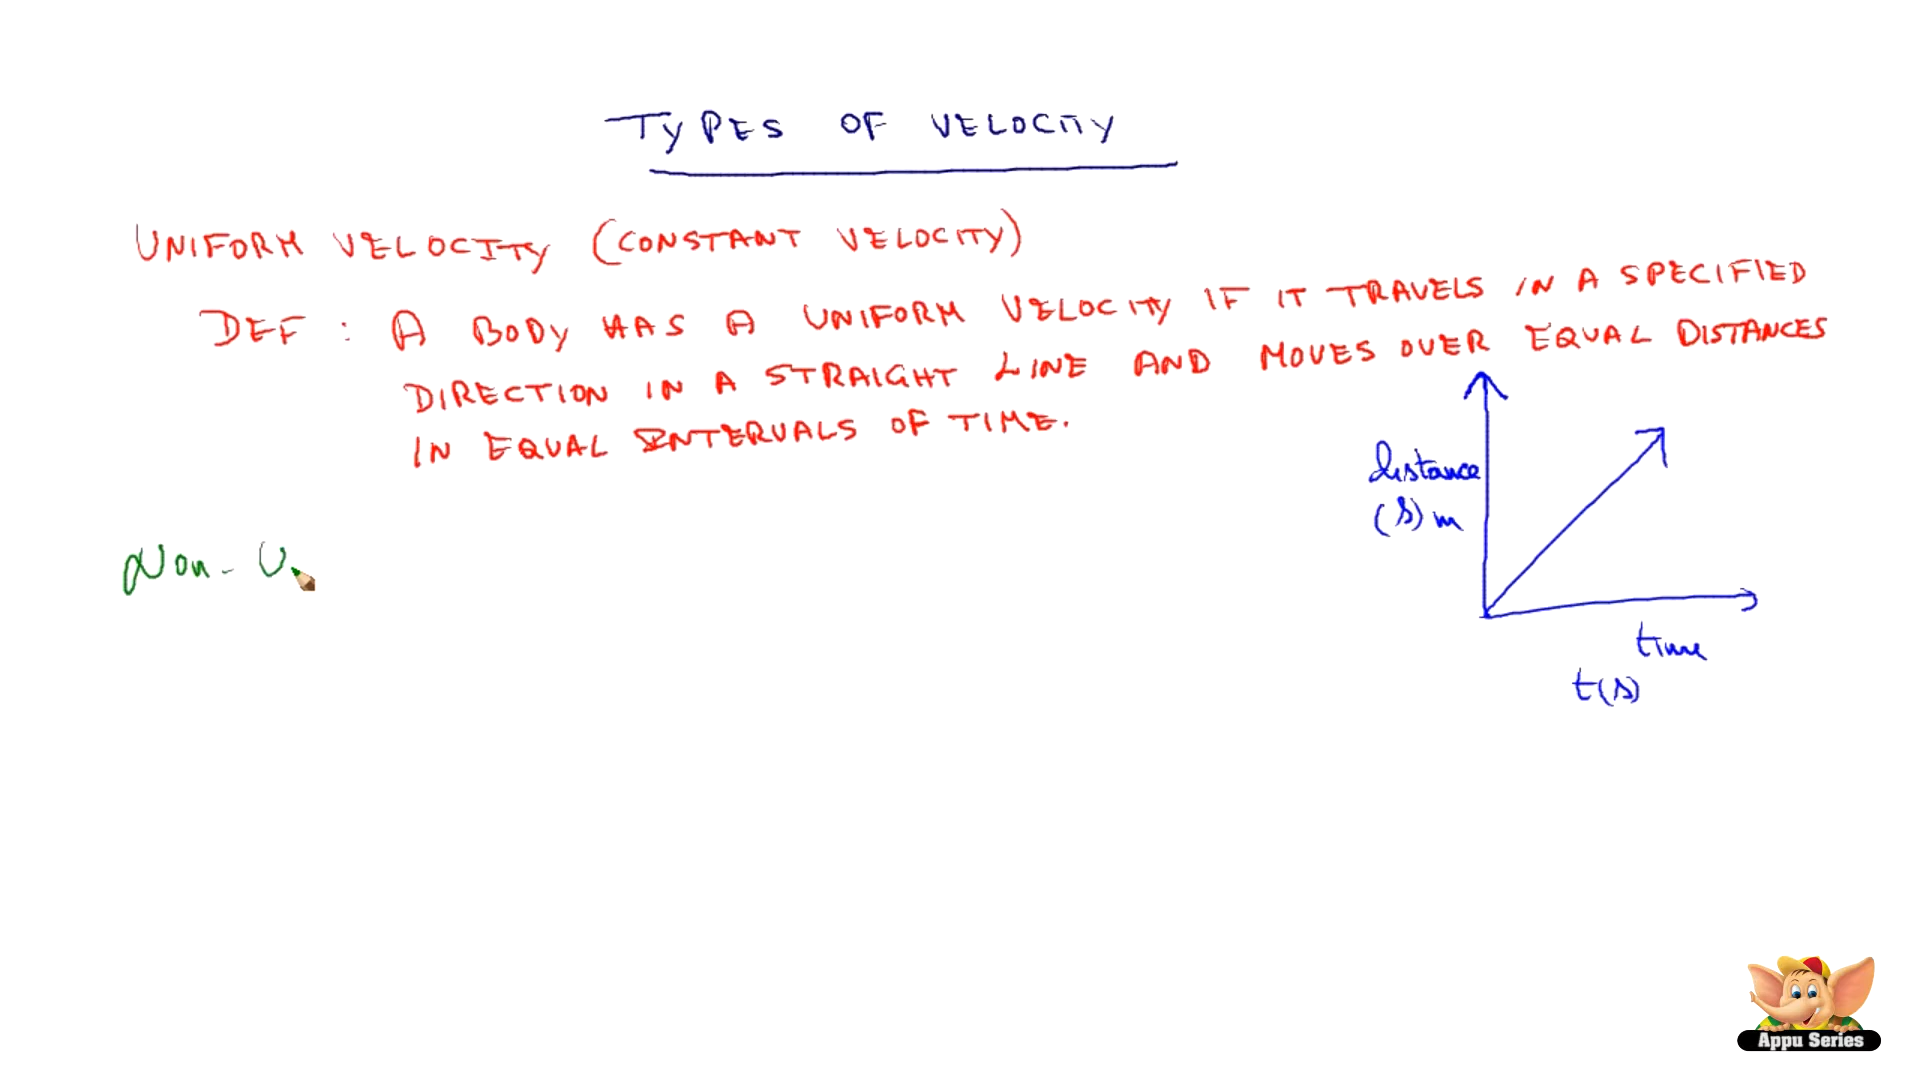 TYPES OF VELOCITY
UNIFORM VELOCITY (CONSTANT VELOCITY)
DEF : A BODY HAS A UNIFORM VELOCITY IF IT TRAVELS IN A SPECIFIED
DIRECTION IN A STRAIGHT LINE AND MOVES OVER EQUAL DISTANCES
IN EQUAL INTERVALS OF TIME.
distance
(s) m
Non - U
time
t(s)
Appu Series